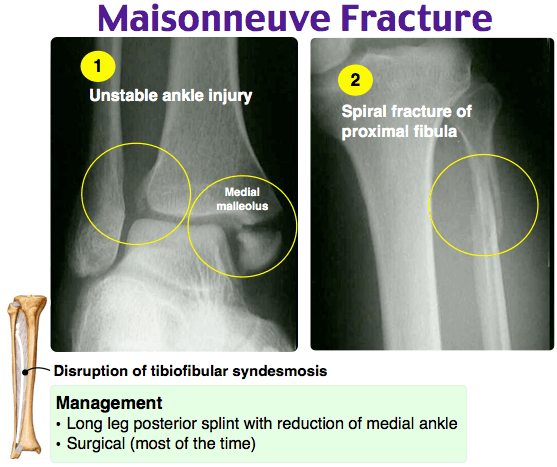 Maisonneuve Fracture
1
Unstable ankle injury
Medial
malleolus
2
Spiral fracture of
proximal fibula
Disruption of tibiofibular syndesmosis
Management
• Long leg posterior splint with reduction of medial ankle
• Surgical (most of the time)